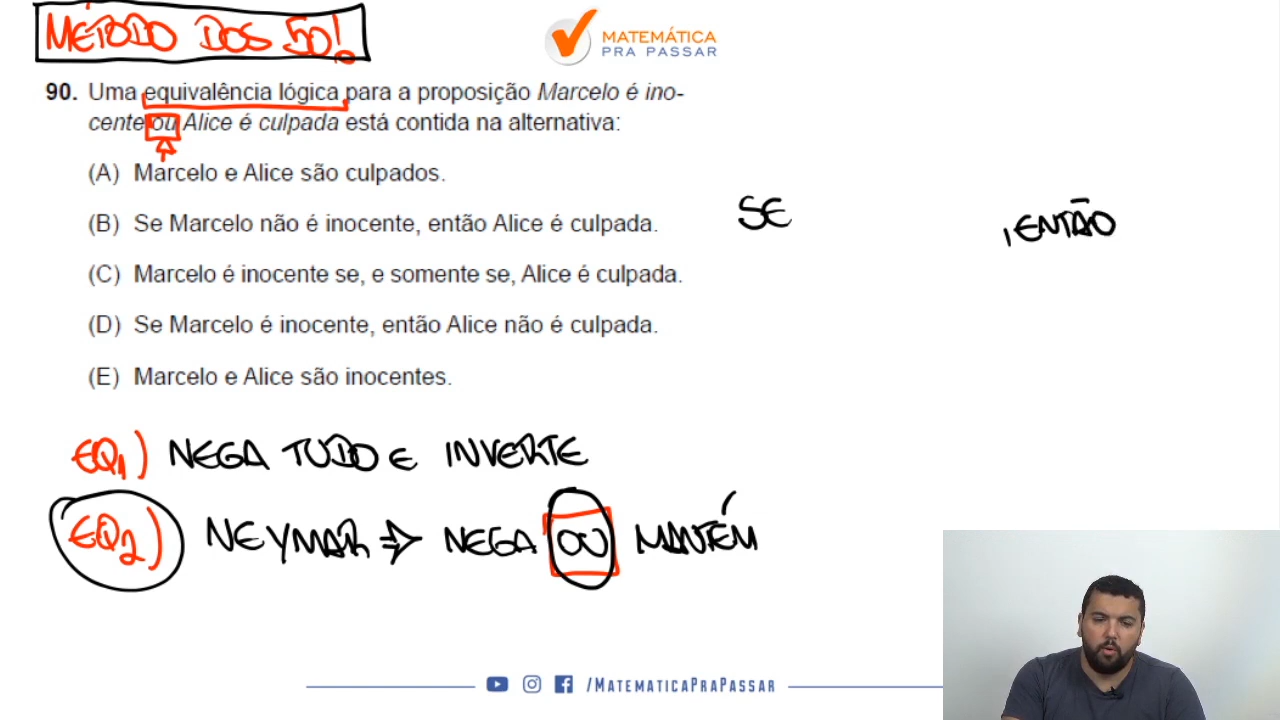 MÉTODO DOS 50!
MATEMÁTICA
PRA PASSAR
90. Uma equivalência lógica para a proposição Marcelo é ino-
cente ou Alice é culpada está contida na alternativa:
(A) Marcelo e Alice são culpados.
(B) Se Marcelo não é inocente, então Alice é culpada.
(C) Marcelo é inocente se, e somente se, Alice é culpada.
(D) Se Marcelo é inocente, então Alice não é culpada.
(E) Marcelo e Alice são inocentes.
SE , ENTÃO
EQ1) NEGA TUDO E INVERTE
EQ2) NEYMAR => NEGA OU MANTÉM
/MATEMATICAPRAPASSAR